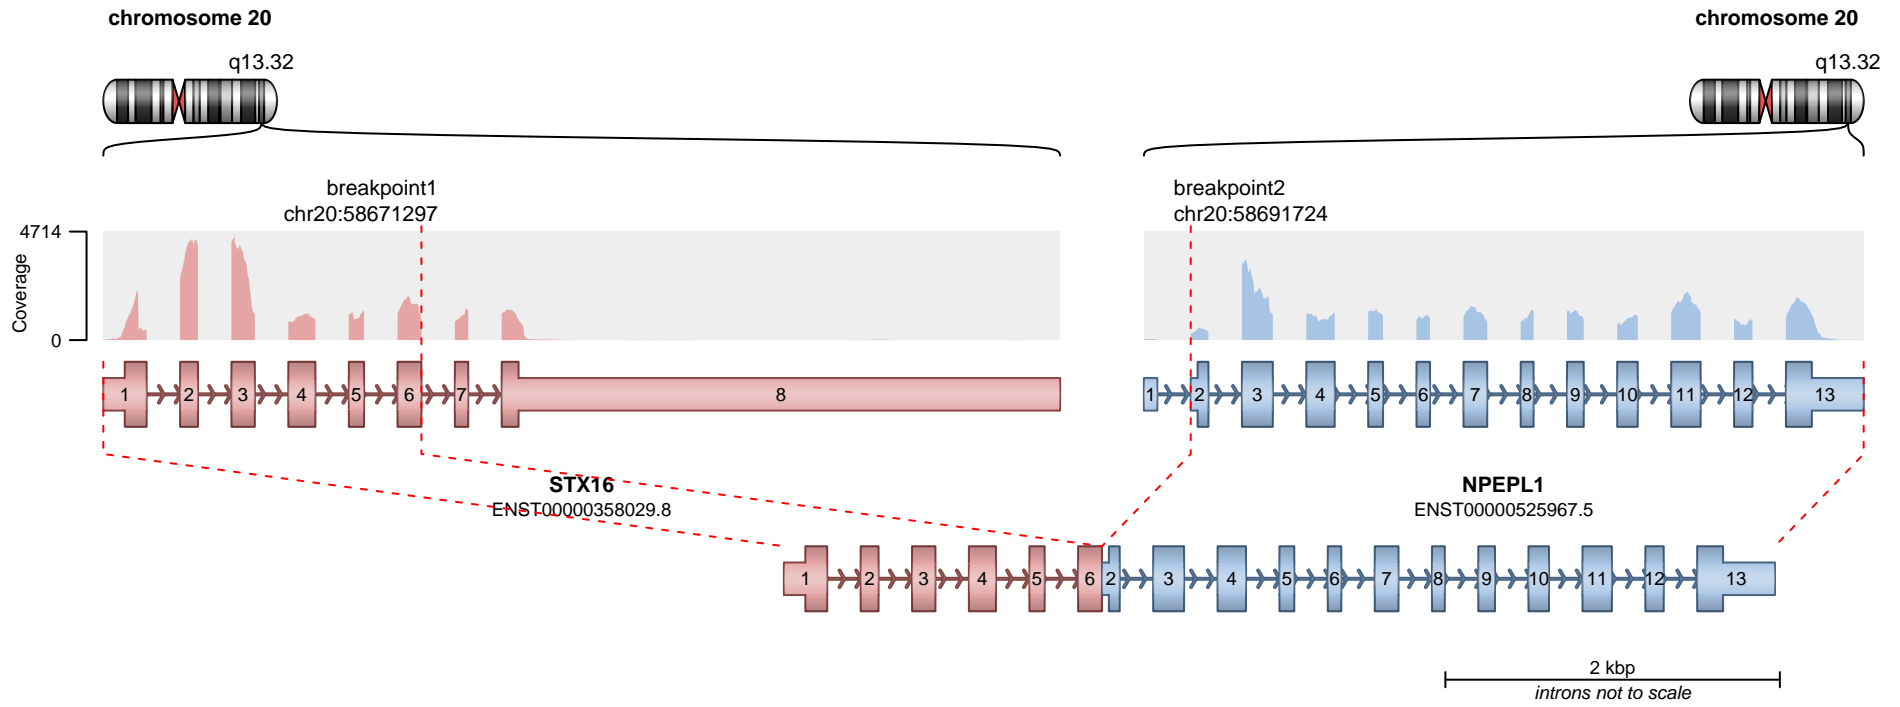 chromosome 20
chromosome 20
q13.32
q13.32
breakpoint1
chr20:58671297
breakpoint2
chr20:58691724
4714
Coverage
0
1 2 3 4 5 6 7 8
1 2 3 4 5 6 7 8 9 10 11 12 13
STX16
ENST00000358029.8
NPEPL1
ENST00000525967.5
1 2 3 4 5 6 2 3 4 5 6 7 8 9 10 11 12 13
2 kbp
introns not to scale